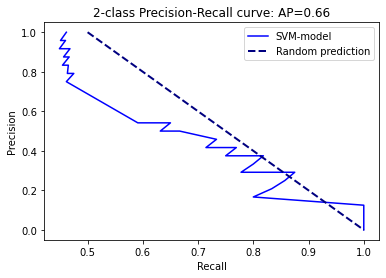 2-class Precision-Recall curve: AP=0.66
SVM-model
Random prediction
Precision
1.0
0.8
0.6
0.4
0.2
0.0
0.5
0.6
0.7
0.8
0.9
1.0
Recall